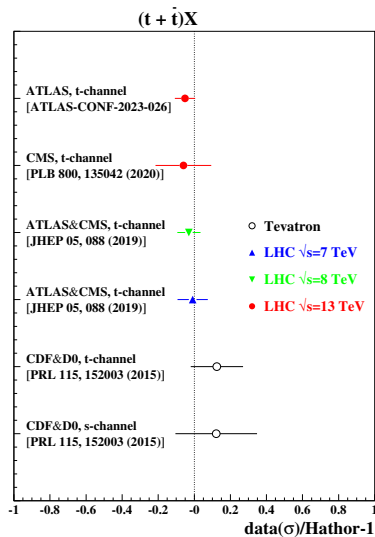 (t + t̄)X
ATLAS, t-channel
[ATLAS-CONF-2023-026]
CMS, t-channel
[PLB 800, 135042 (2020)]
ATLAS&CMS, t-channel
[JHEP 05, 088 (2019)]
ATLAS&CMS, t-channel
[JHEP 05, 088 (2019)]
CDF&D0, t-channel
[PRL 115, 152003 (2015)]
CDF&D0, s-channel
[PRL 115, 152003 (2015)]
Tevatron
LHC √s=7 TeV
LHC √s=8 TeV
LHC √s=13 TeV
-1 -0.8 -0.6 -0.4 -0.2 -0 0.2 0.4 0.6 0.8 1
data(σ)/Hathor-1